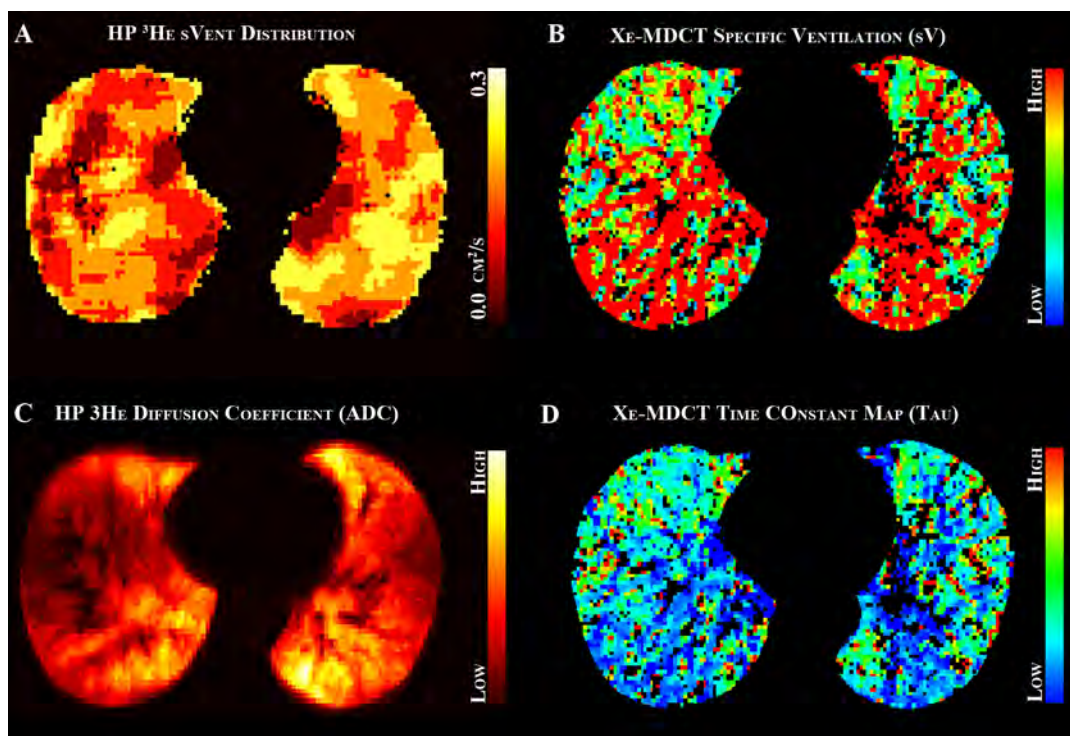 A HP ³He sVent Distribution
0.3
0.0 cm²/s
B Xe-MDCT Specific Ventilation (sV)
High
Low
C HP 3He Diffusion Coefficient (ADC)
High
Low
D Xe-MDCT Time COnstant Map (Tau)
High
Low